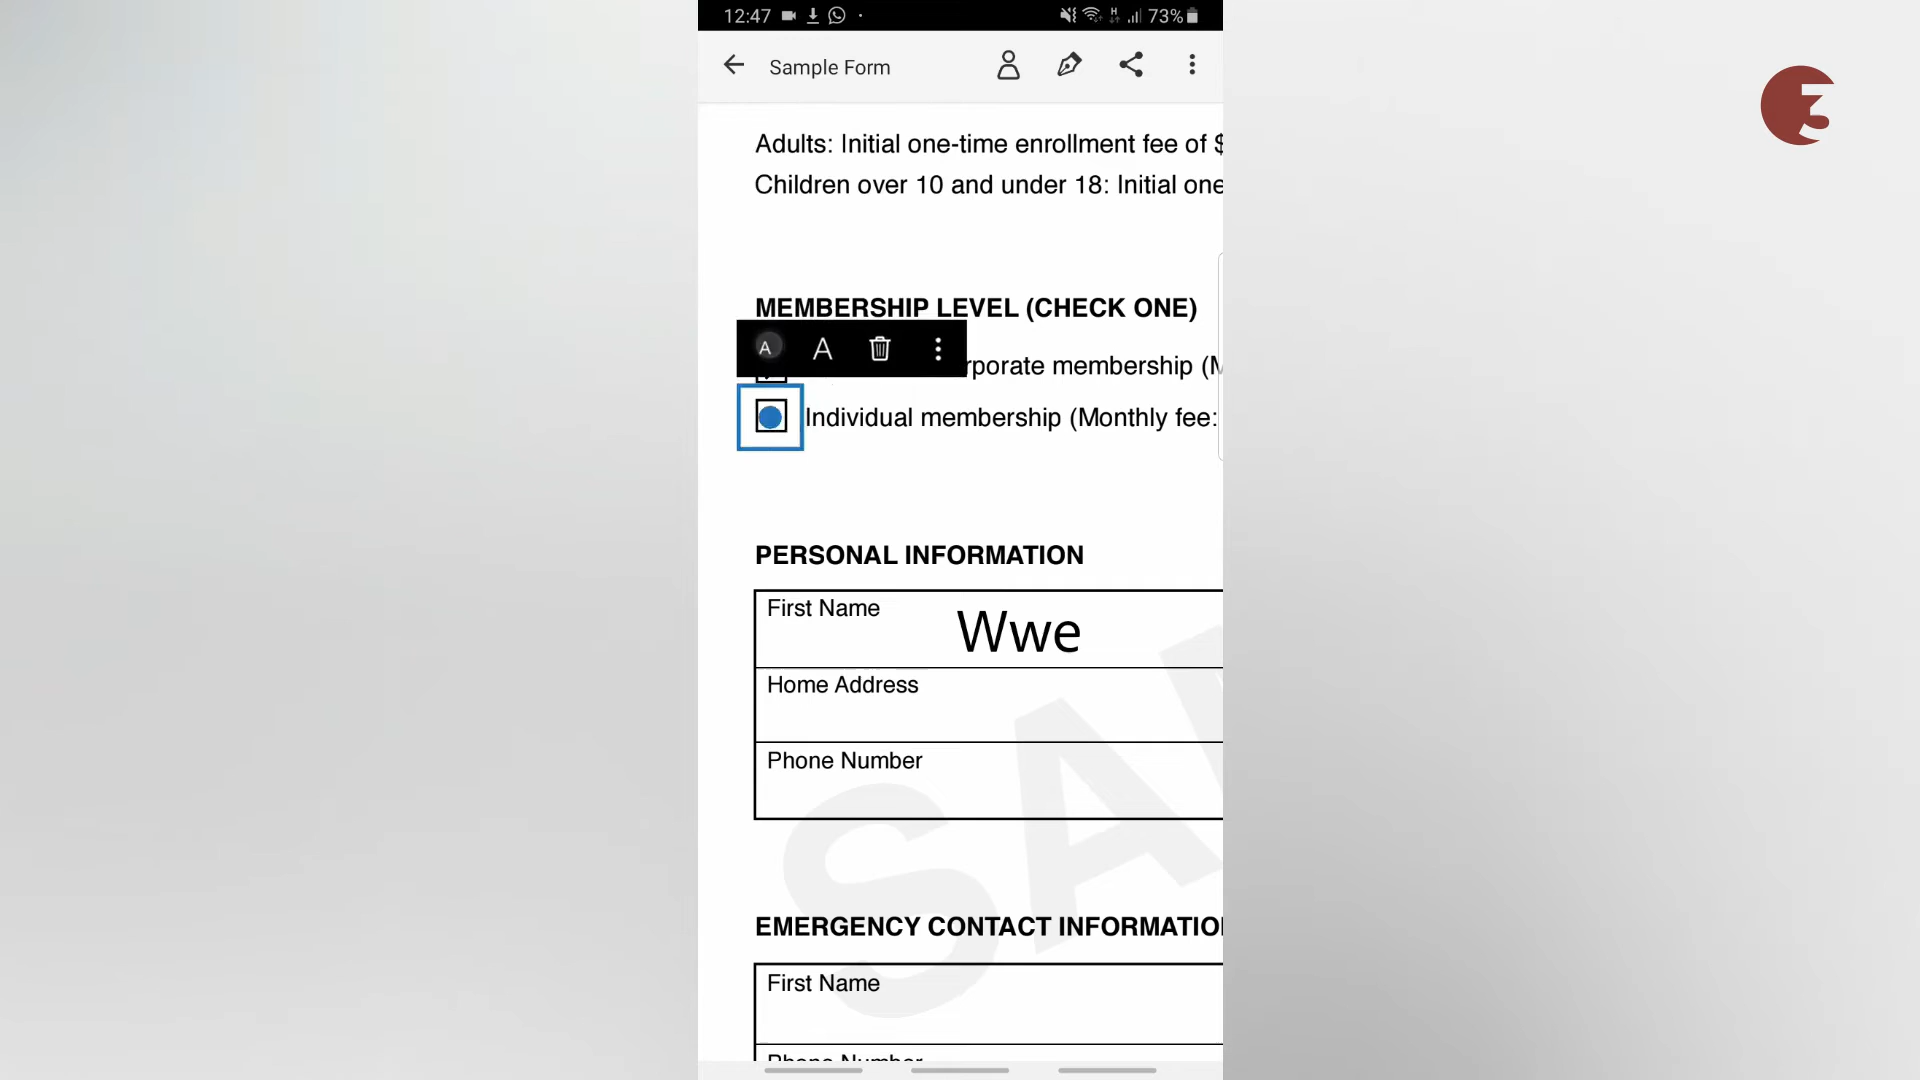 12:47 73%
Sample Form
Adults: Initial one-time enrollment fee of $
Children over 10 and under 18: Initial one
MEMBERSHIP LEVEL (CHECK ONE)
A A
rporate membership (M
Individual membership (Monthly fee:
PERSONAL INFORMATION
First Name Wwe
Home Address
Phone Number
EMERGENCY CONTACT INFORMATIO
First Name
Phone Number